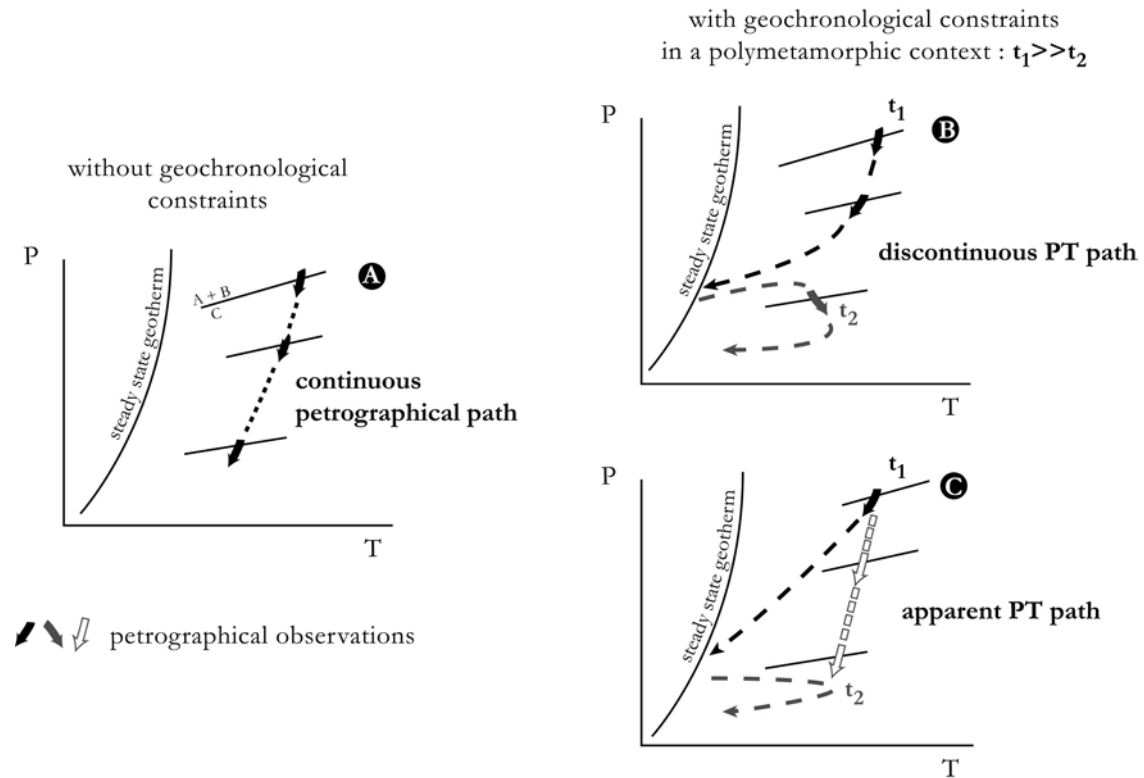 with geochronological constraints
in a polymetamorphic context : t1>>t2
without geochronological
constraints
P
steady state geotherm
A + B
C
A
continuous
petrographical path
T
petrographical observations
P
steady state geotherm
t1
B
discontinuous PT path
t2
T
P
steady state geotherm
t1
C
apparent PT path
t2
T